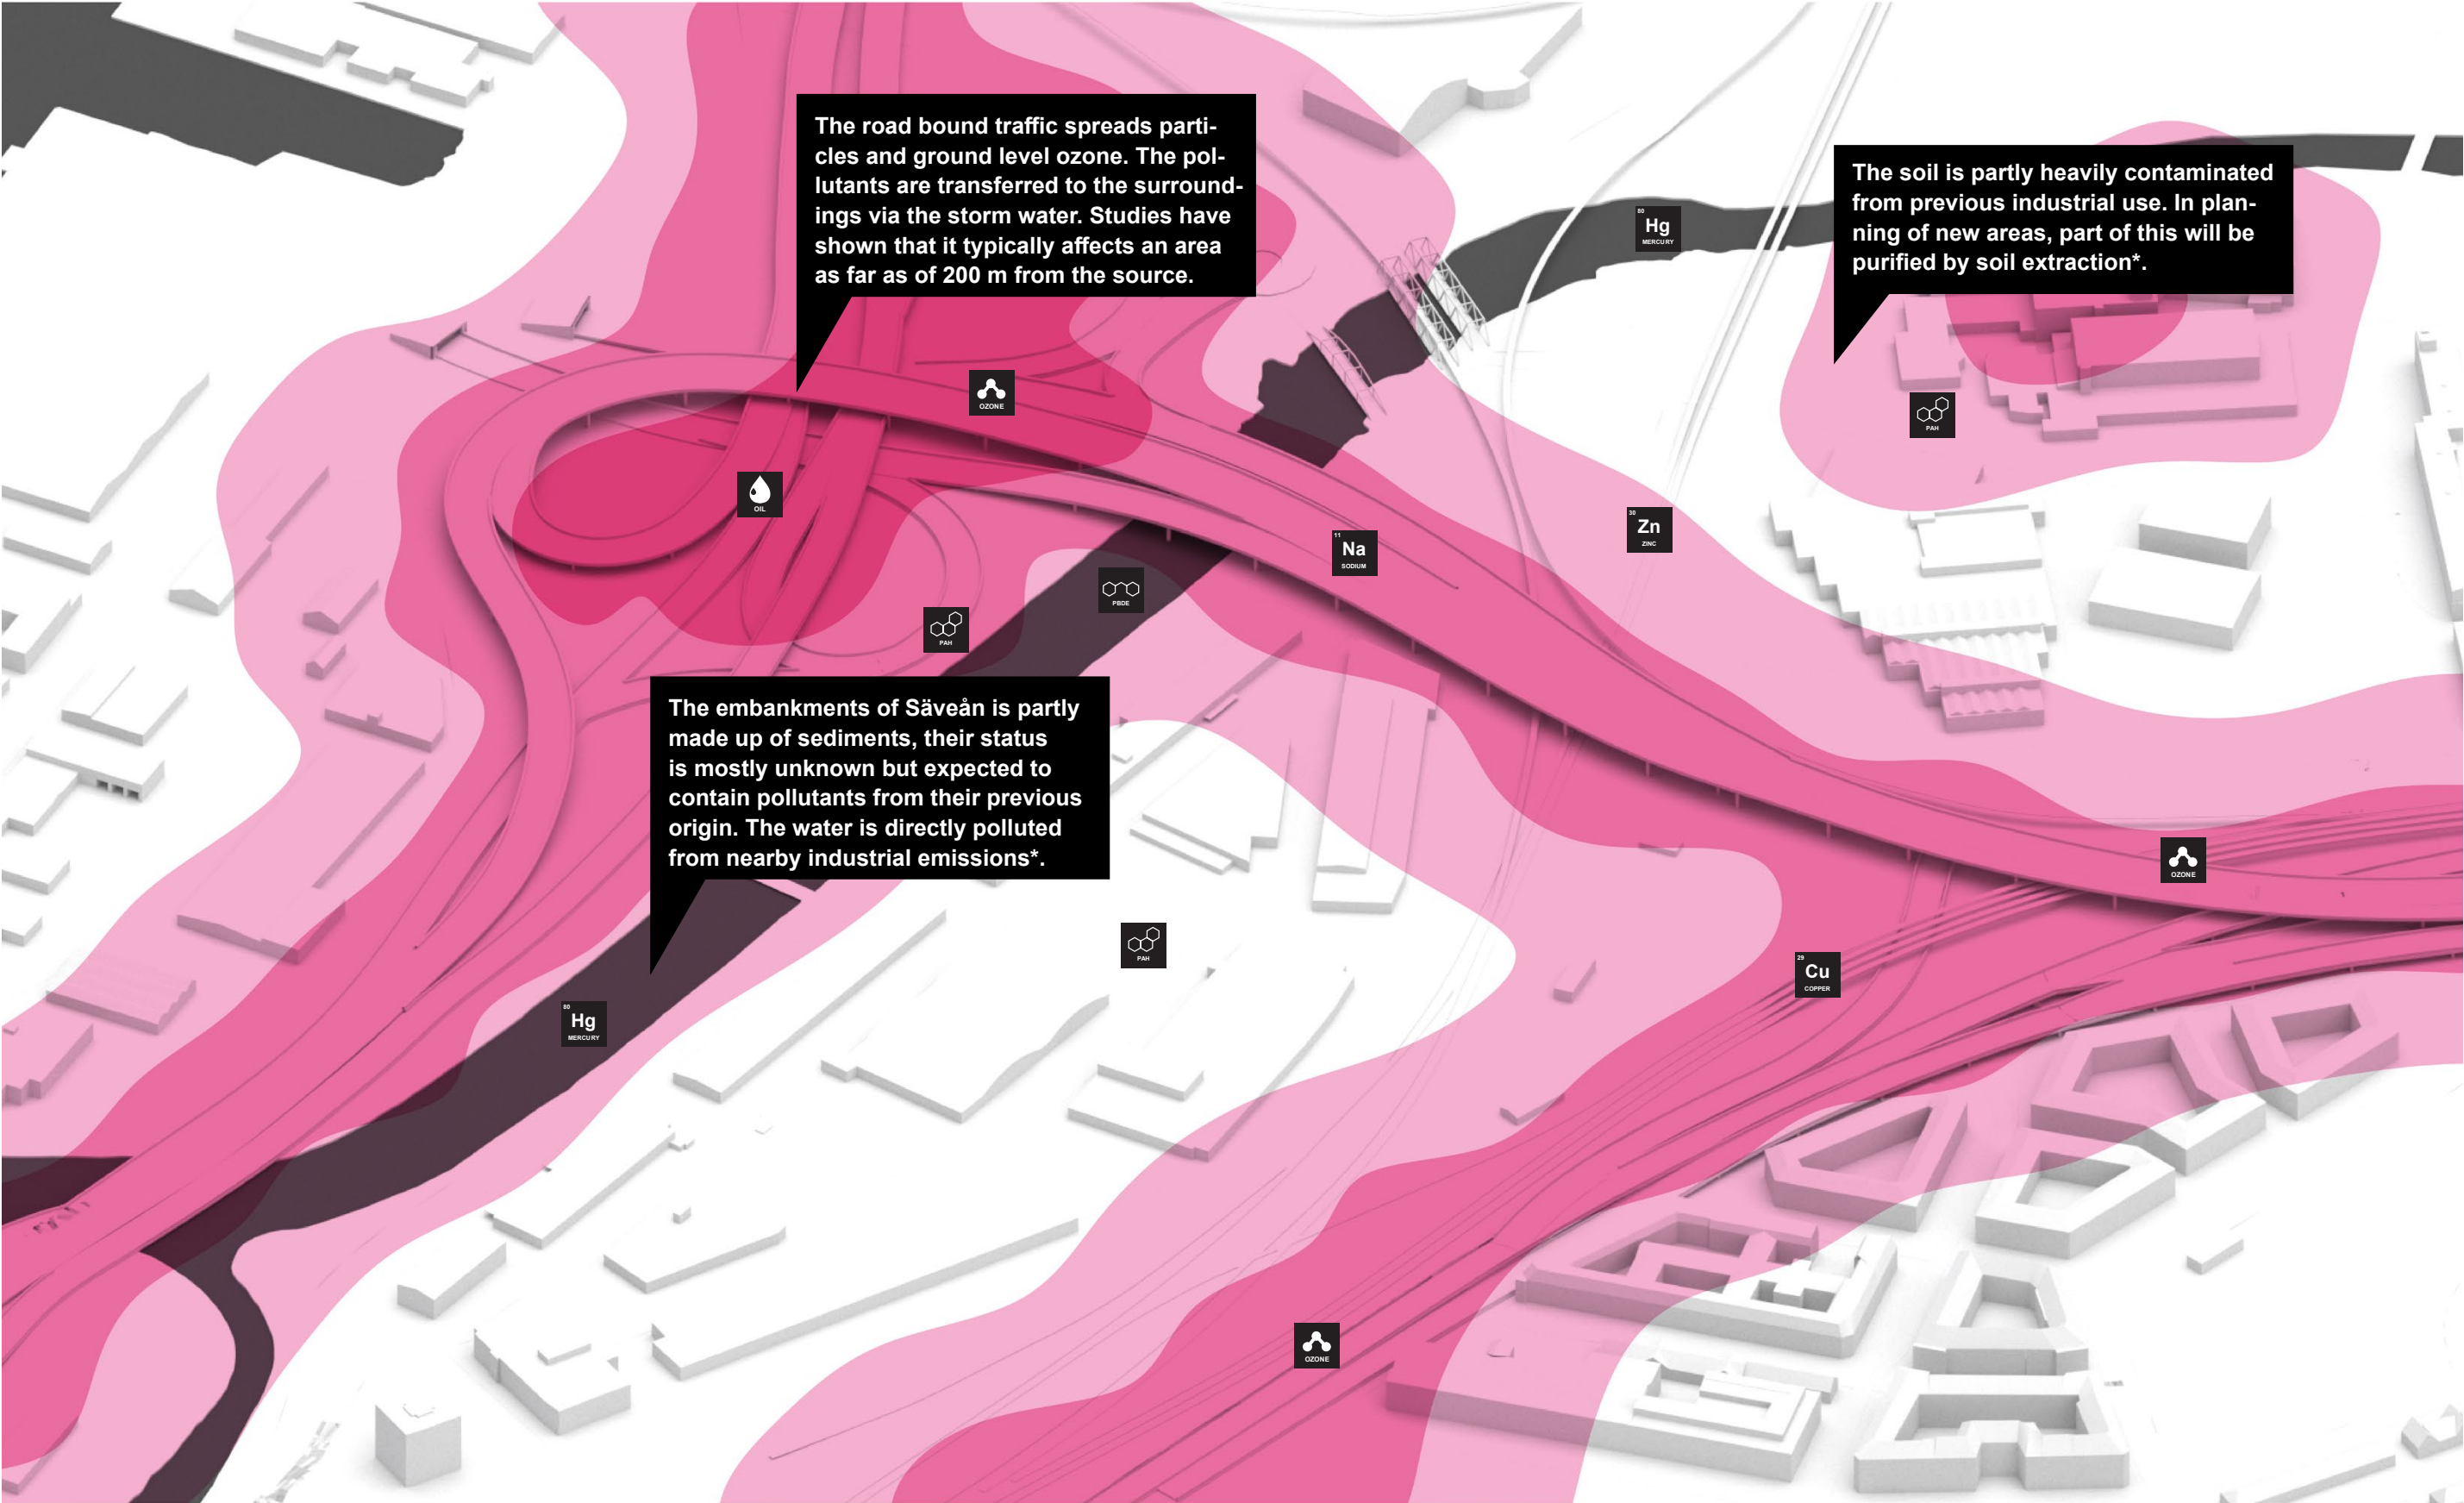 The road bound traffic spreads parti-
cles and ground level ozone. The pol-
lutants are transferred to the surround-
ings via the storm water. Studies have
shown that it typically affects an area
as far as of 200 m from the source.
The soil is partly heavily contaminated
from previous industrial use. In plan-
ning of new areas, part of this will be
purified by soil extraction*.
80
Hg
MERCURY
OZONE
PAH
OIL
30
Zn
ZINC
11
Na
SODIUM
PBDE
PAH
The embankments of Säveån is partly
made up of sediments, their status
is mostly unknown but expected to
contain pollutants from their previous
origin. The water is directly polluted
from nearby industrial emissions*.
OZONE
PAH
29
Cu
COPPER
80
Hg
MERCURY
OZONE